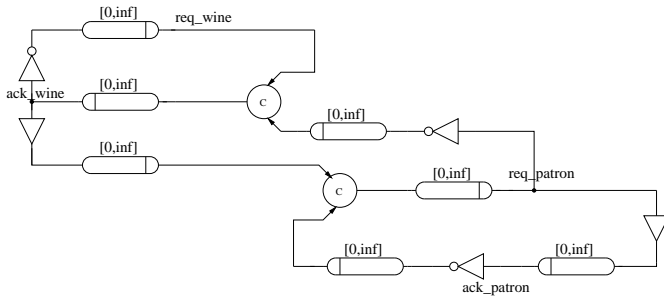 [0,inf]
req_wine
[0,inf]
ack_wine
C
[0,inf]
[0,inf]
[0,inf]
req_patron
C
[0,inf]
[0,inf]
ack_patron